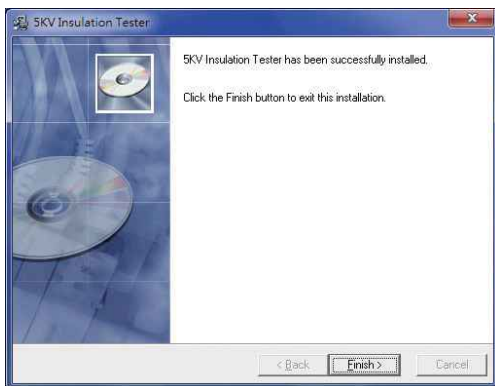 5KV Insulation Tester
5KV Insulation Tester has been successfully installed.
Click the Finish button to exit this installation.
< Back
Finish >
Cancel